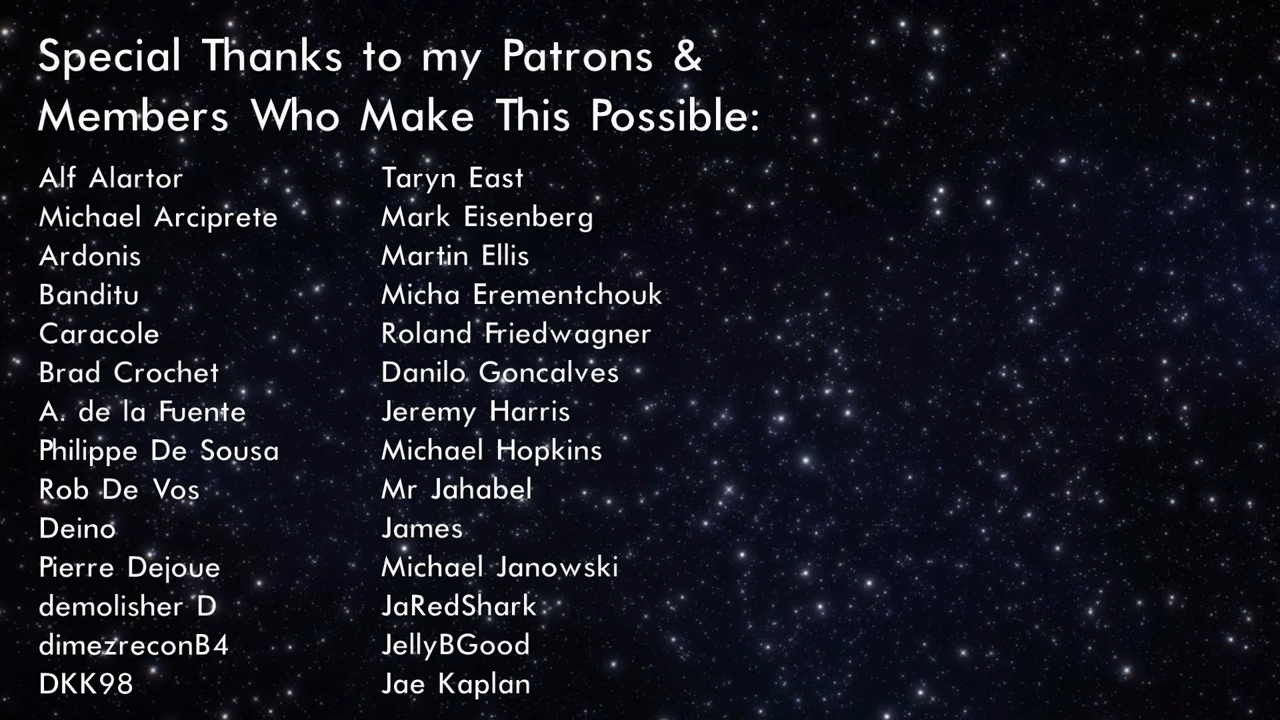 Special Thanks to my Patrons &
Members Who Make This Possible:
Alf Alartor
Michael Arciprete
Ardonis
Banditu
Caracole
Brad Crochet
A. de la Fuente
Philippe De Sousa
Rob De Vos
Deino
Pierre Dejoue
demolisher D
dimezreconB4
DKK98
Taryn East
Mark Eisenberg
Martin Ellis
Micha Erementchouk
Roland Friedwagner
Danilo Goncalves
Jeremy Harris
Michael Hopkins
Mr Jahabel
James
Michael Janowski
JaRedShark
JellyBGood
Jae Kaplan